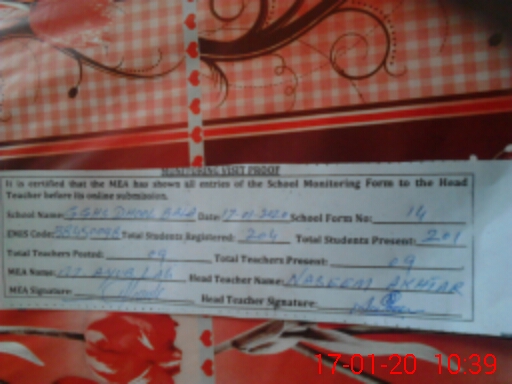 MONITORING VISIT PROOF
It is certified that the MEA has shown all entries of the School Monitoring Form to the Head
Teacher before its online submission.
School Name: Date: 17-01-2020 School Form No: 14
EMIS Code: Total Students Registered: 204 Total Students Present: 201
Total Teachers Posted: 09 Total Teachers Present: 09
MEA Name: Head Teacher Name: NASREEM AKHTAR
MEA Signature: Head Teacher Signature:
17-01-20 10:39